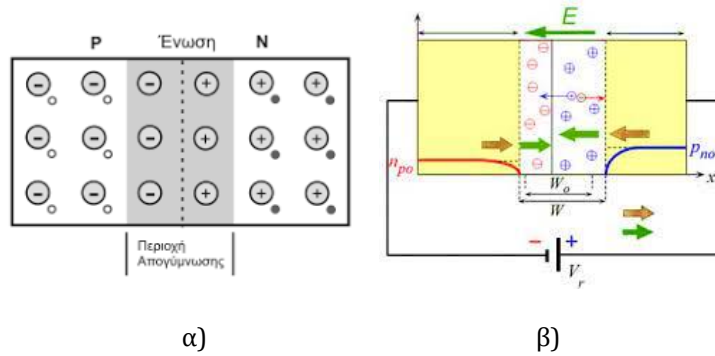 P Ένωση N
Περιοχή
Απογύμνωσης
α)
E
n_po
p_no
x
W_o
W
− +
V_r
β)